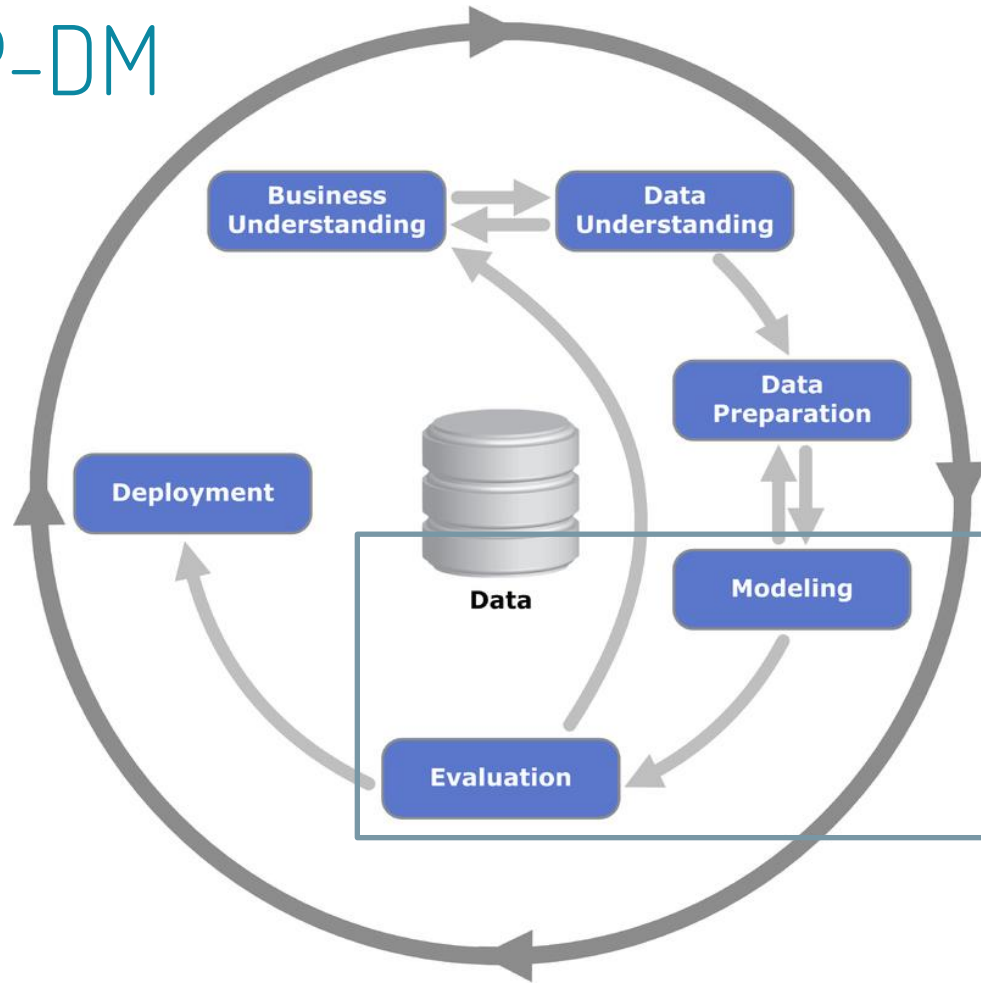 P-DM
Business
Understanding
Data
Understanding
Data
Preparation
Deployment
Modeling
Data
Evaluation